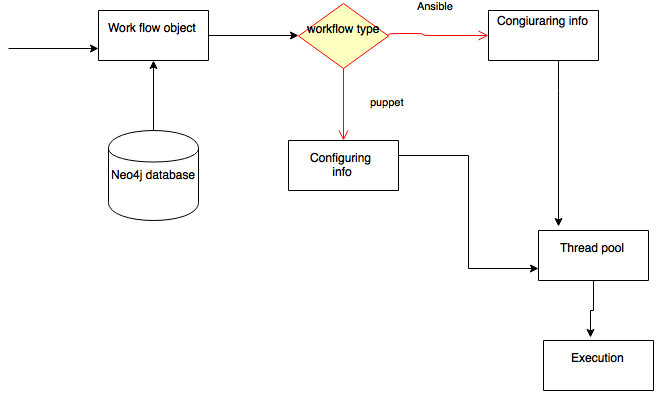 Ansible
Work flow object
workflow type
Congiuraring info
puppet
Configuring
info
Neo4j database
Thread pool
Execution